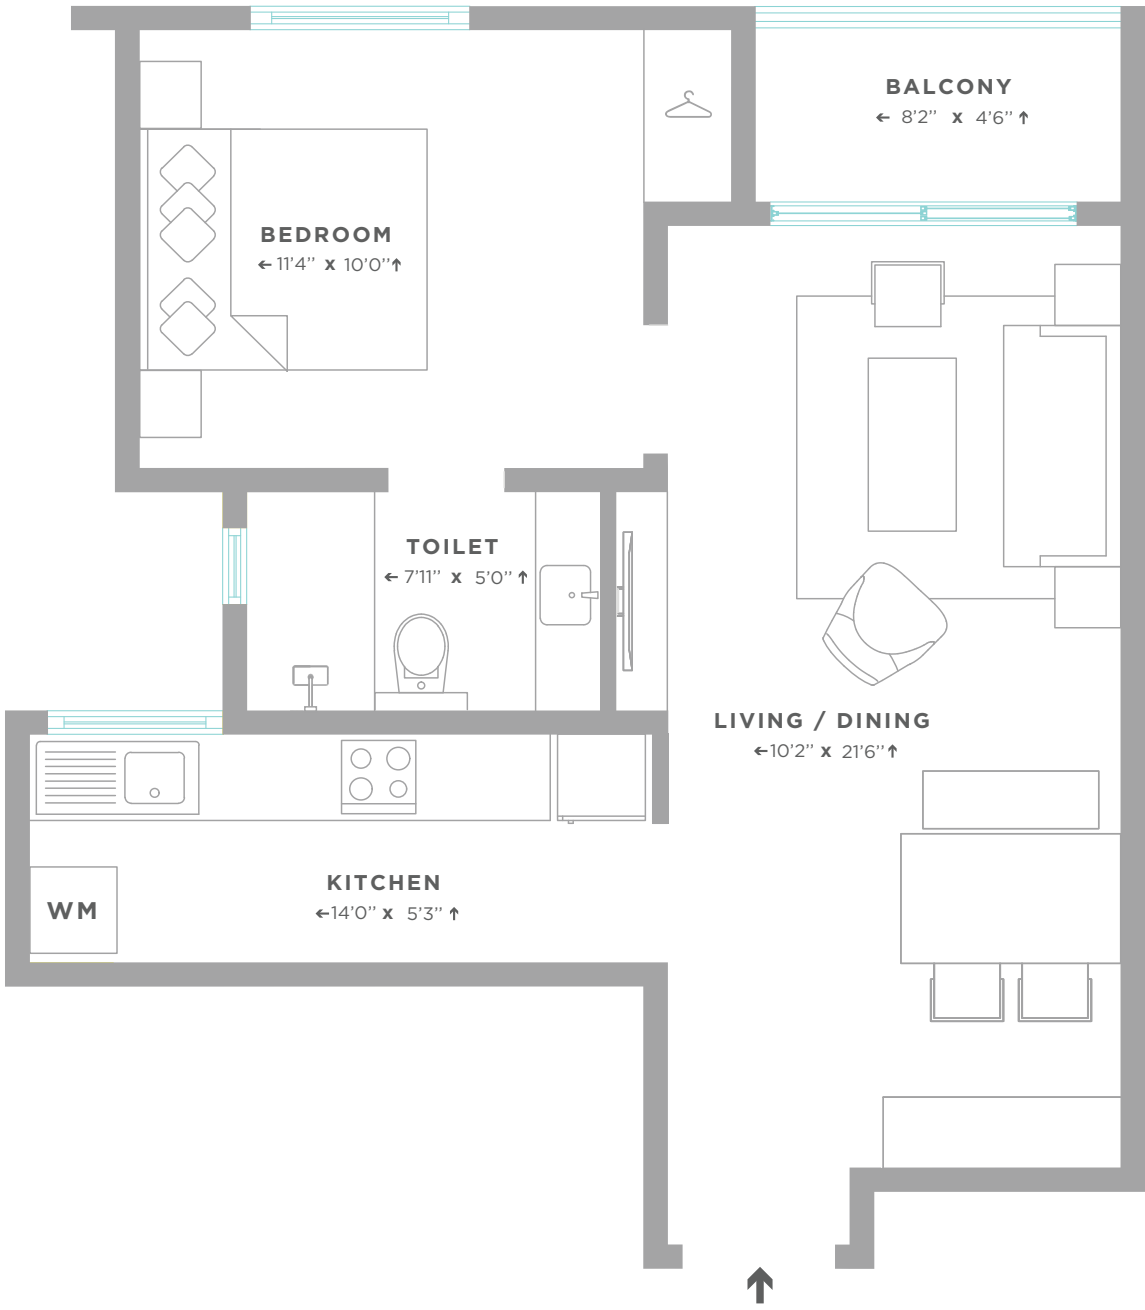 BALCONY
← 8'2'' x 4'6'' ↑
BEDROOM
← 11'4'' x 10'0'' ↑
TOILET
← 7'11'' x 5'0'' ↑
LIVING / DINING
← 10'2'' x 21'6'' ↑
KITCHEN
← 14'0'' x 5'3'' ↑
WM